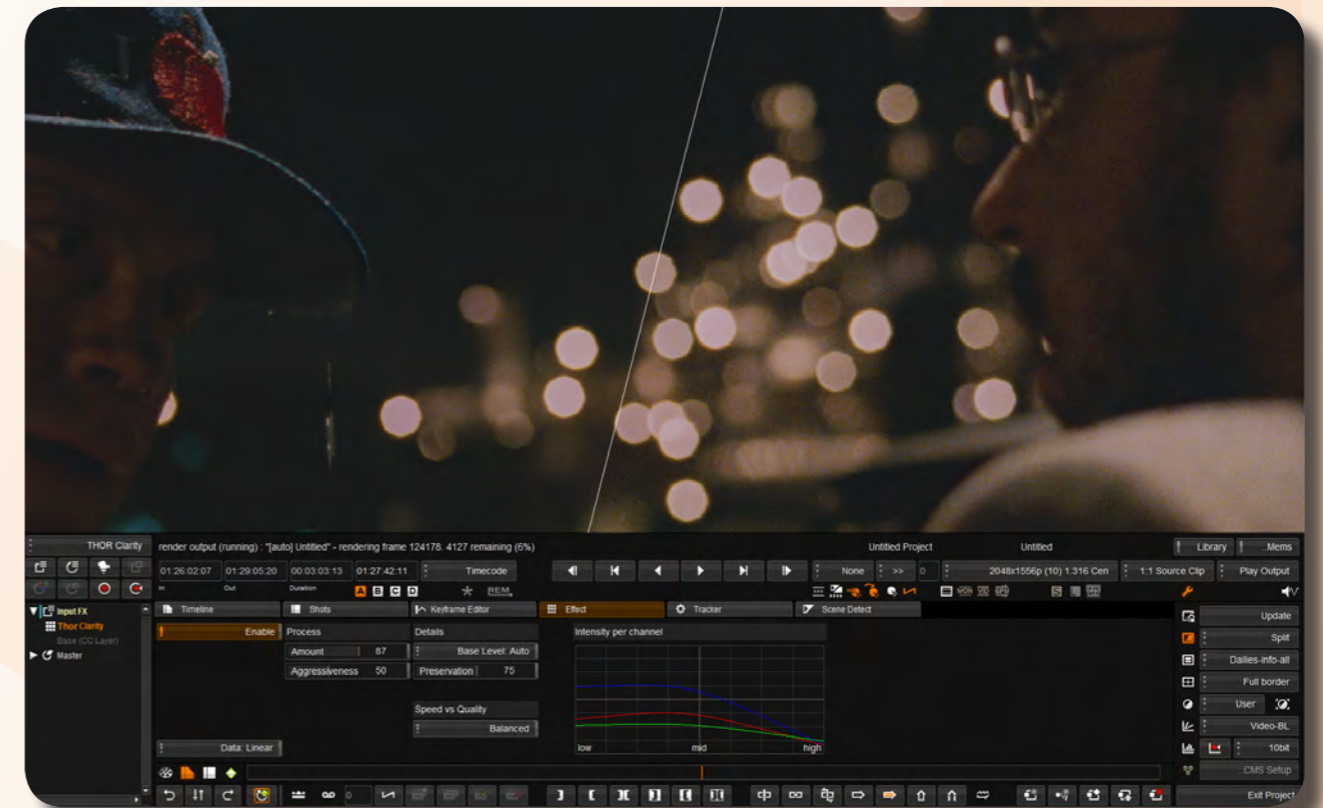 THOR Clarity
render output (running) : "[auto] Untitled" - rendering frame 124178. 4127 remaining (6%)
Untitled Project
Untitled
Library
..Mems
01:26:02:07
01:29:05.20
00:03:03:13
01:27:42:11
Timecode
None
>>
0
2048x1556p (10) 1.316 Cen
1:1 Source Clip
Play Output
In
Out
Duration
A B C D
REM
Input FX
Thor Clarity
Base (CC Layer)
Master
Timeline
Shots
Keyframe Editor
Effect
Tracker
Scene Detect
Enable
Process
Details
Intensity per channel
Amount 87
Base Level: Auto
Aggressiveness 50
Preservation 75
Speed vs Quality
Balanced
Data: Linear
low
mid
high
Update
Split
Dailies-info-all
Full border
User
Video-BL
10bit
..CMS Setup
0
Exit Project